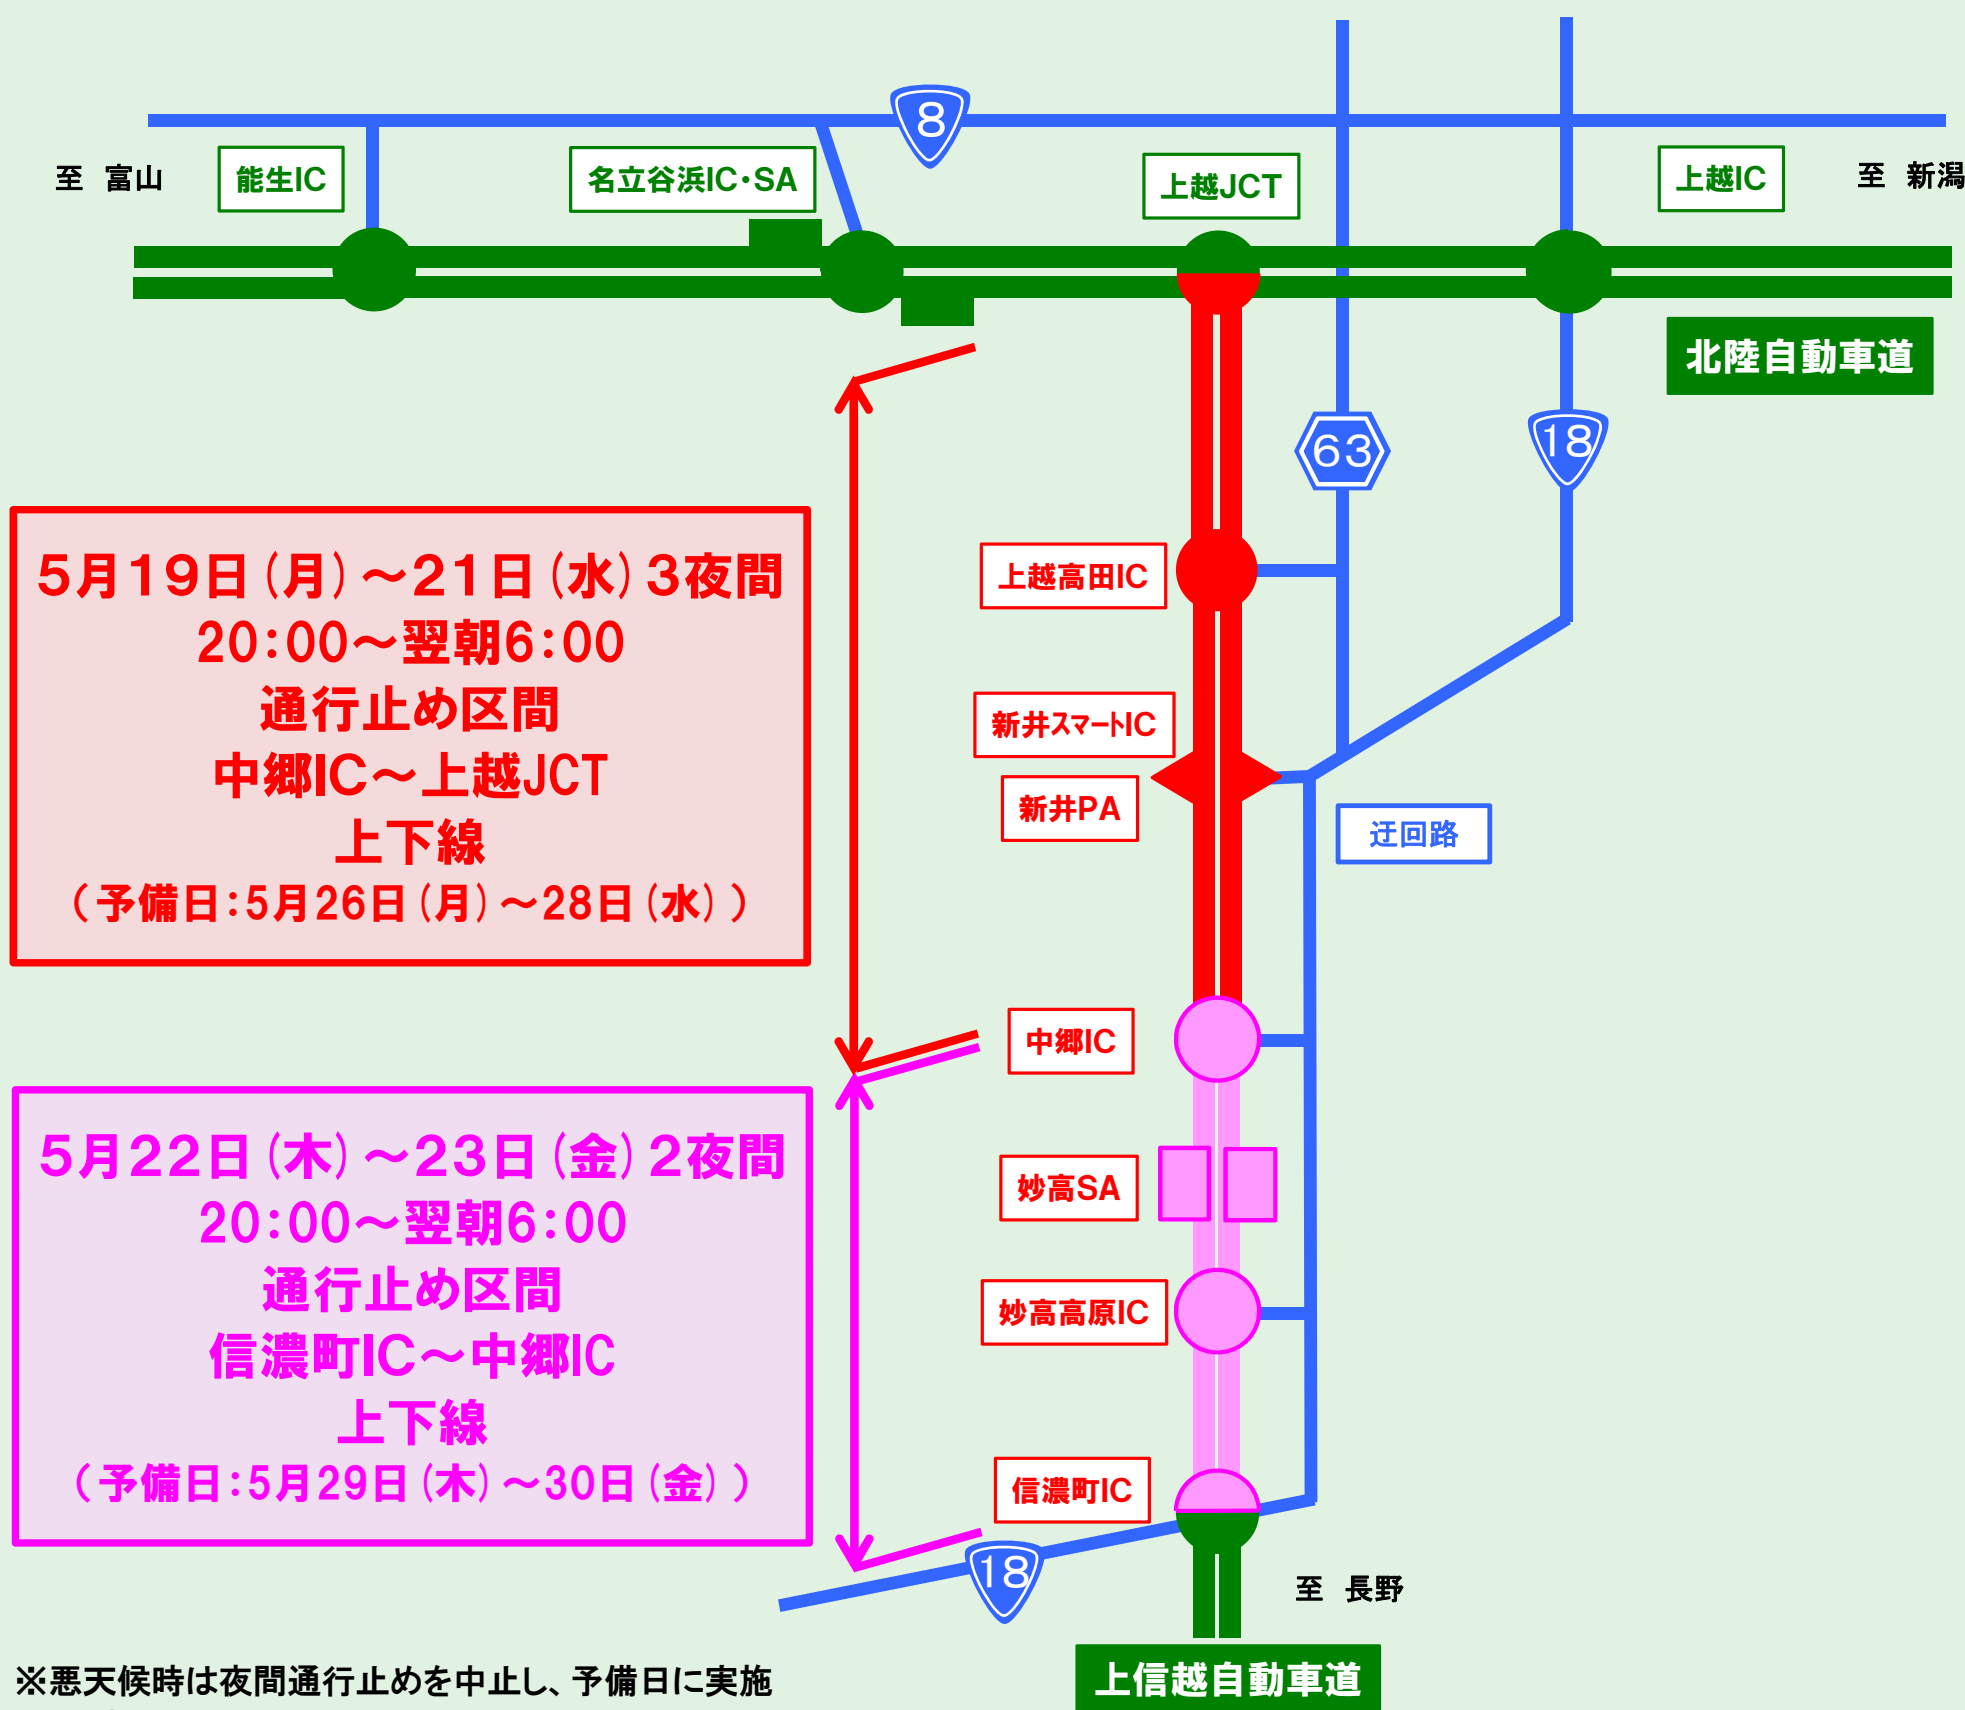 8
至　富山
能生IC
名立谷浜IC・SA
上越JCT
上越IC
至　新潟
北陸自動車道
63
18
5月19日(月)～21日(水)3夜間
20：00～翌朝6：00
通行止め区間
中郷IC～上越JCT
上下線
（予備日：5月26日(月)～28日(水)）
上越高田IC
新井ｽﾏｰﾄIC
新井PA
迂回路
中郷IC
5月22日(木)～23日(金)2夜間
20：00～翌朝6：00
通行止め区間
信濃町IC～中郷IC
上下線
（予備日：5月29日(木)～30日(金)）
妙高SA
妙高高原IC
信濃町IC
18
至　長野
※悪天候時は夜間通行止めを中止し、予備日に実施
上信越自動車道